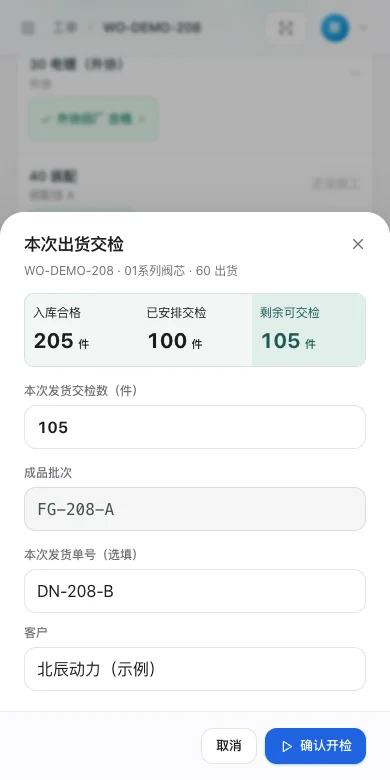 工单 › WO-DEMO-208
30 电镀（外协）
外协
外协回厂 合格
40 装配
装配线 A
本次出货交检
WO-DEMO-208 · 01系列阀芯 · 60 出货
入库合格 已安排交检 剩余可交检
205 件 100 件 105 件
本次发货交检数（件）
105
成品批次
FG-208-A
本次发货单号（选填）
DN-208-B
客户
北辰动力（示例）
取消 确认开检